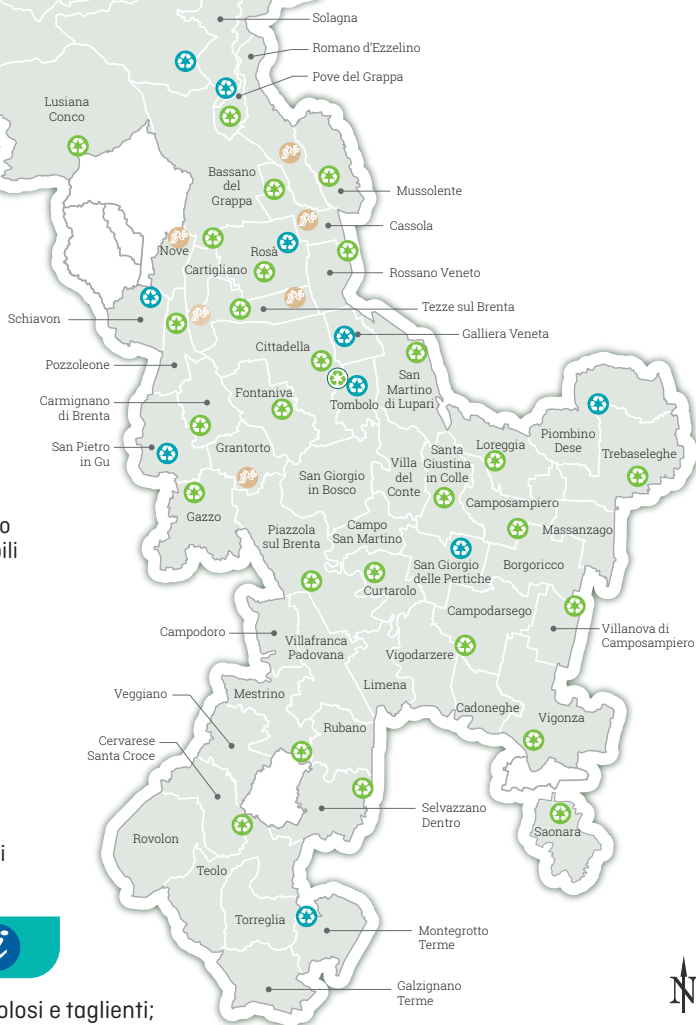 Solagna
Romano d'Ezzelino
Pove del Grappa
Lusiana
Conco
Bassano
del
Grappa
Mussolente
Cassola
Nove
Rosà
Cartigliano
Rossano Veneto
Tezze sul Brenta
Schiavon
Galliera Veneta
Cittadella
Pozzoleone
San
Martino
di Lupari
Carmignano
di Brenta
Fontaniva
Tombolo
San Pietro
in Gu
Grantorto
Piombino
Dese
Loreggia
Trebaseleghe
Santa
Giustina
in Colle
Villa
del
Conte
San Giorgio
in Bosco
Camposampiero
Gazzo
o
ili
Piazzola
sul Brenta
Campo
San Martino
Massanzago
San Giorgio
delle Pertiche
Borgoricco
Curtarolo
Campodarsego
Campodoro
Villafranca
Padovana
Vigodarzere
Villanova di
Camposampiero
Limena
Mestrino
Veggiano
Cadoneghe
Vigonza
Rubano
Cervarese
Santa Croce
Selvazzano
Dentro
Saonara
Rovolon
i
Teolo
Torreglia
Montegrotto
Terme
i
Galzignano
Terme
N
olosi e taglienti;